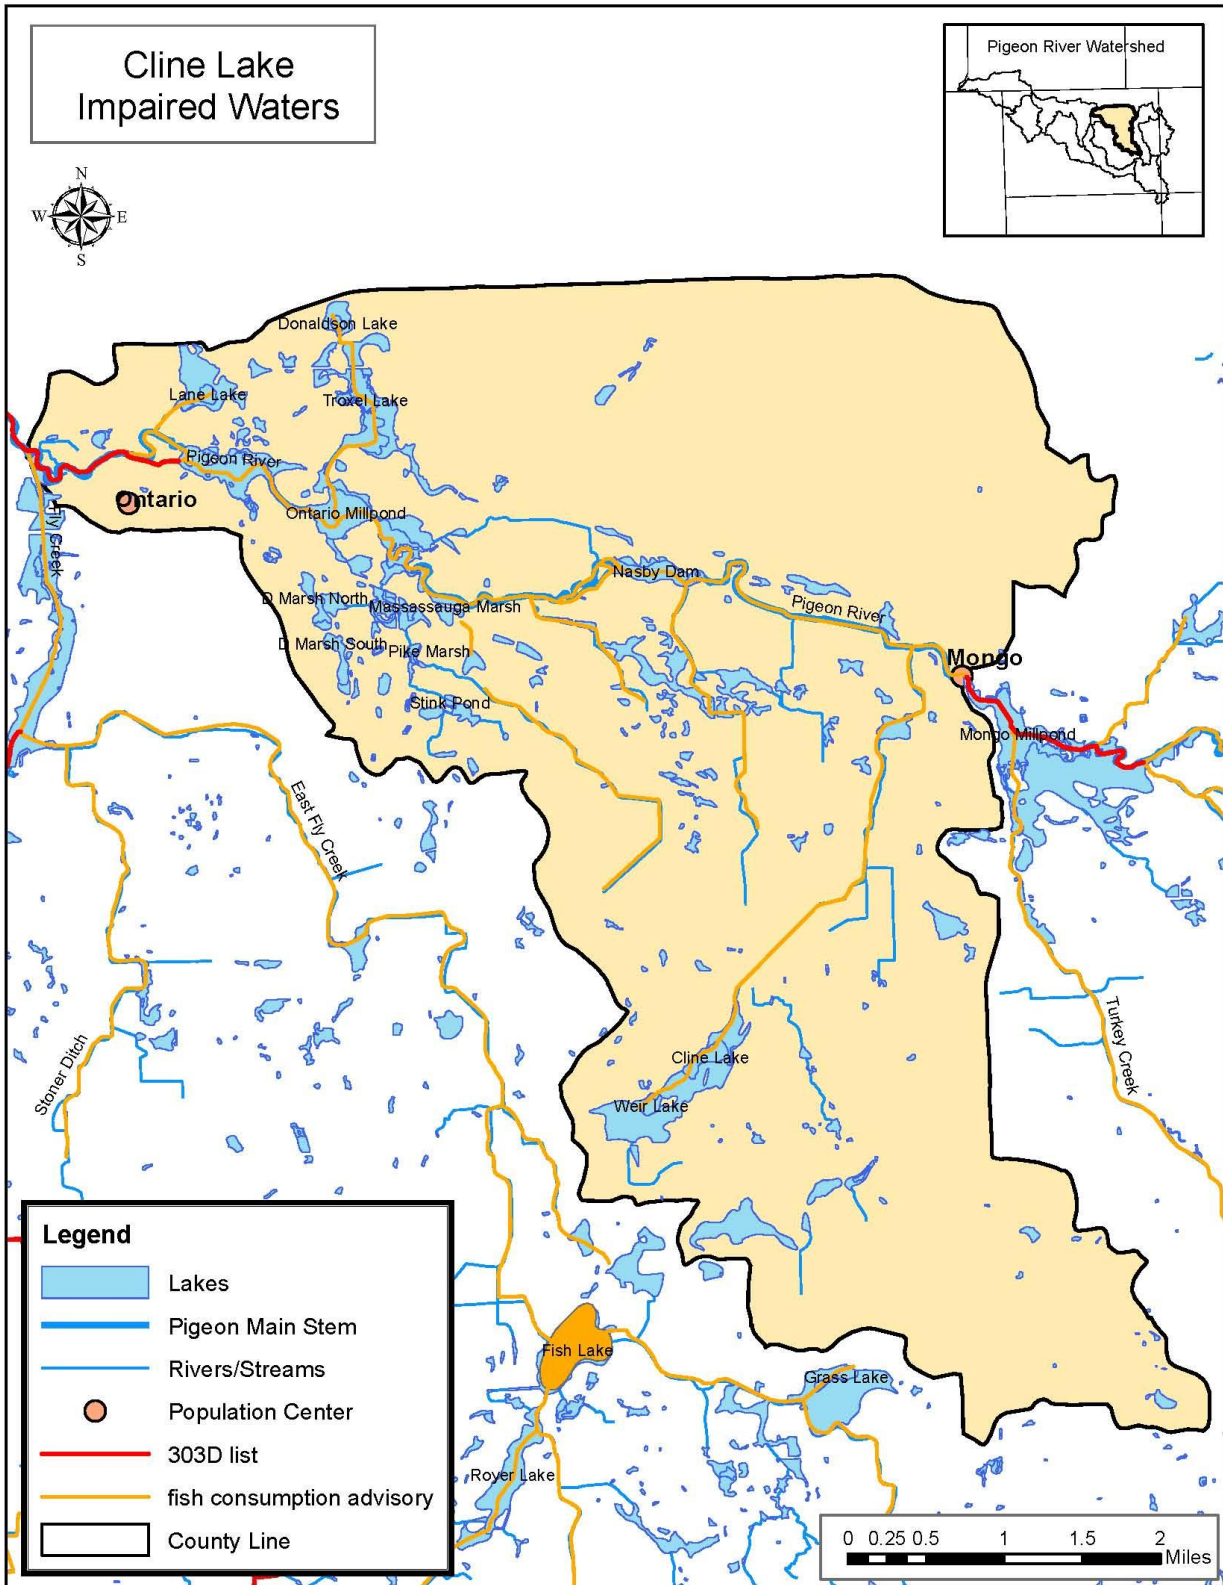 Cline Lake
Impaired Waters
Pigeon River Watershed
N
W
E
S
Donaldson Lake
Lane Lake
Troxel Lake
Pigeon River
Ontario
Ontario Millpond
Fly Creek
Nasby Dam
D Marsh North
Massassauga Marsh
Pigeon River
D Marsh South
Pike Marsh
Mongo
Stink Pond
Mongo Millpond
East Fly Creek
Stoner Ditch
Turkey Creek
Cline Lake
Weir Lake
Fish Lake
Grass Lake
Royer Lake
Legend
Lakes
Pigeon Main Stem
Rivers/Streams
Population Center
303D list
fish consumption advisory
County Line
0 0.25 0.5 1 1.5 2
Miles